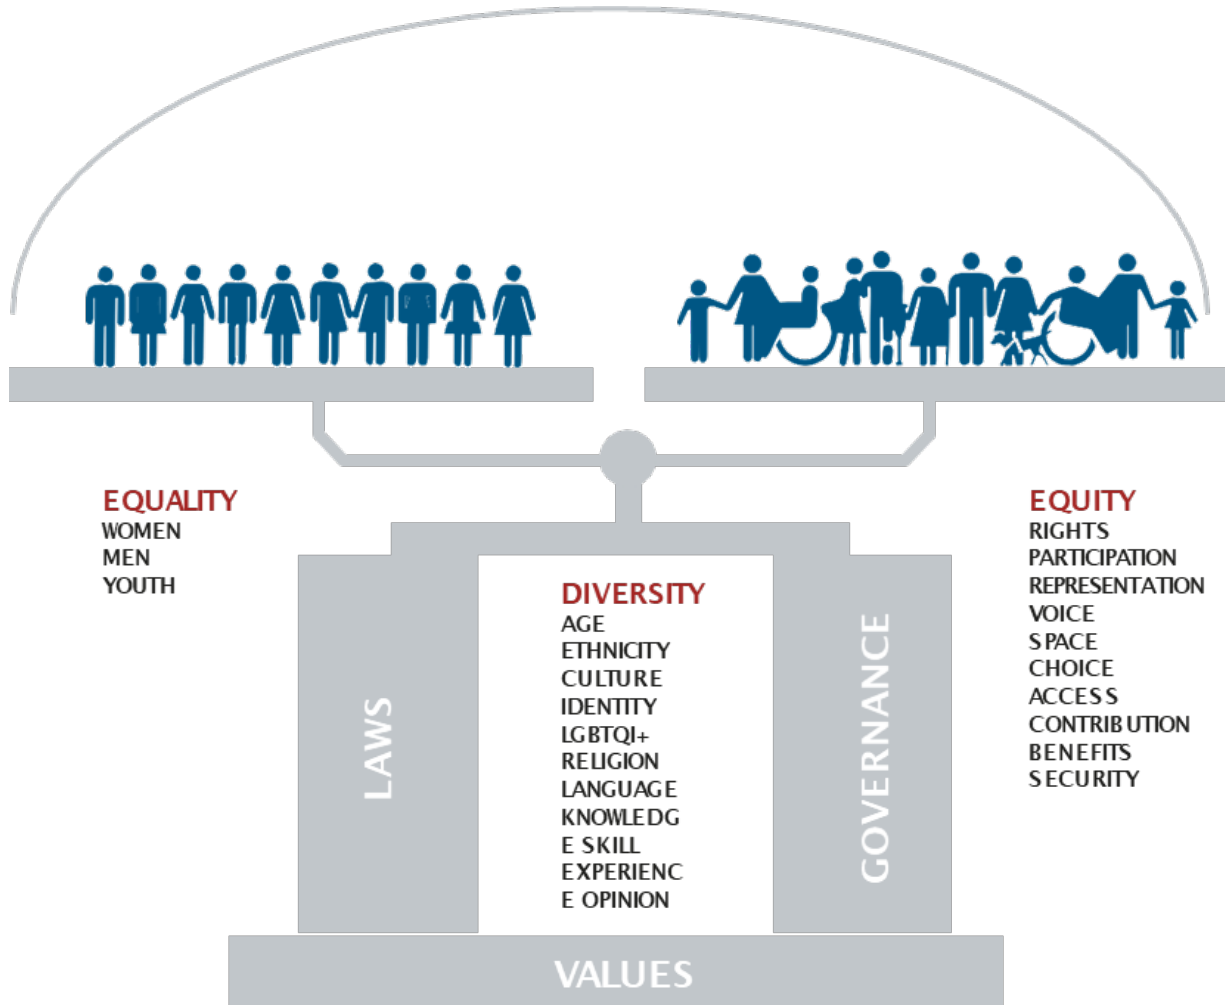 EQUALITY
WOMEN
MEN
YOUTH
DIVERSITY
AGE
ETHNICITY
CULTURE
IDENTITY
LGBTQI+
RELIGION
LANGUAGE
KNOWLEDG
E SKILL
EXPERIENC
E OPINION
EQUITY
RIGHTS
PARTICIPATION
REPRESENTATION
VOICE
SPACE
CHOICE
ACCESS
CONTRIBUTION
BENEFITS
SECURITY
LAWS
GOVERNANCE
VALUES